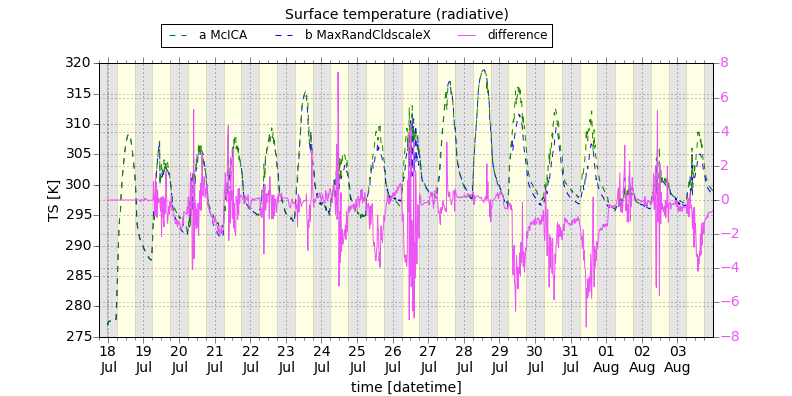 Surface temperature (radiative)
a McICA
b MaxRandCldscaleX
difference
320
315
310
305
300
295
290
285
280
275
TS [K]
8
6
4
2
0
−2
−4
−6
−8
18 19 20 21 22 23 24 25 26 27 28 29 30 31 01 02 03
Jul Jul Jul Jul Jul Jul Jul Jul Jul Jul Jul Jul Jul Jul Aug Aug Aug
time [datetime]